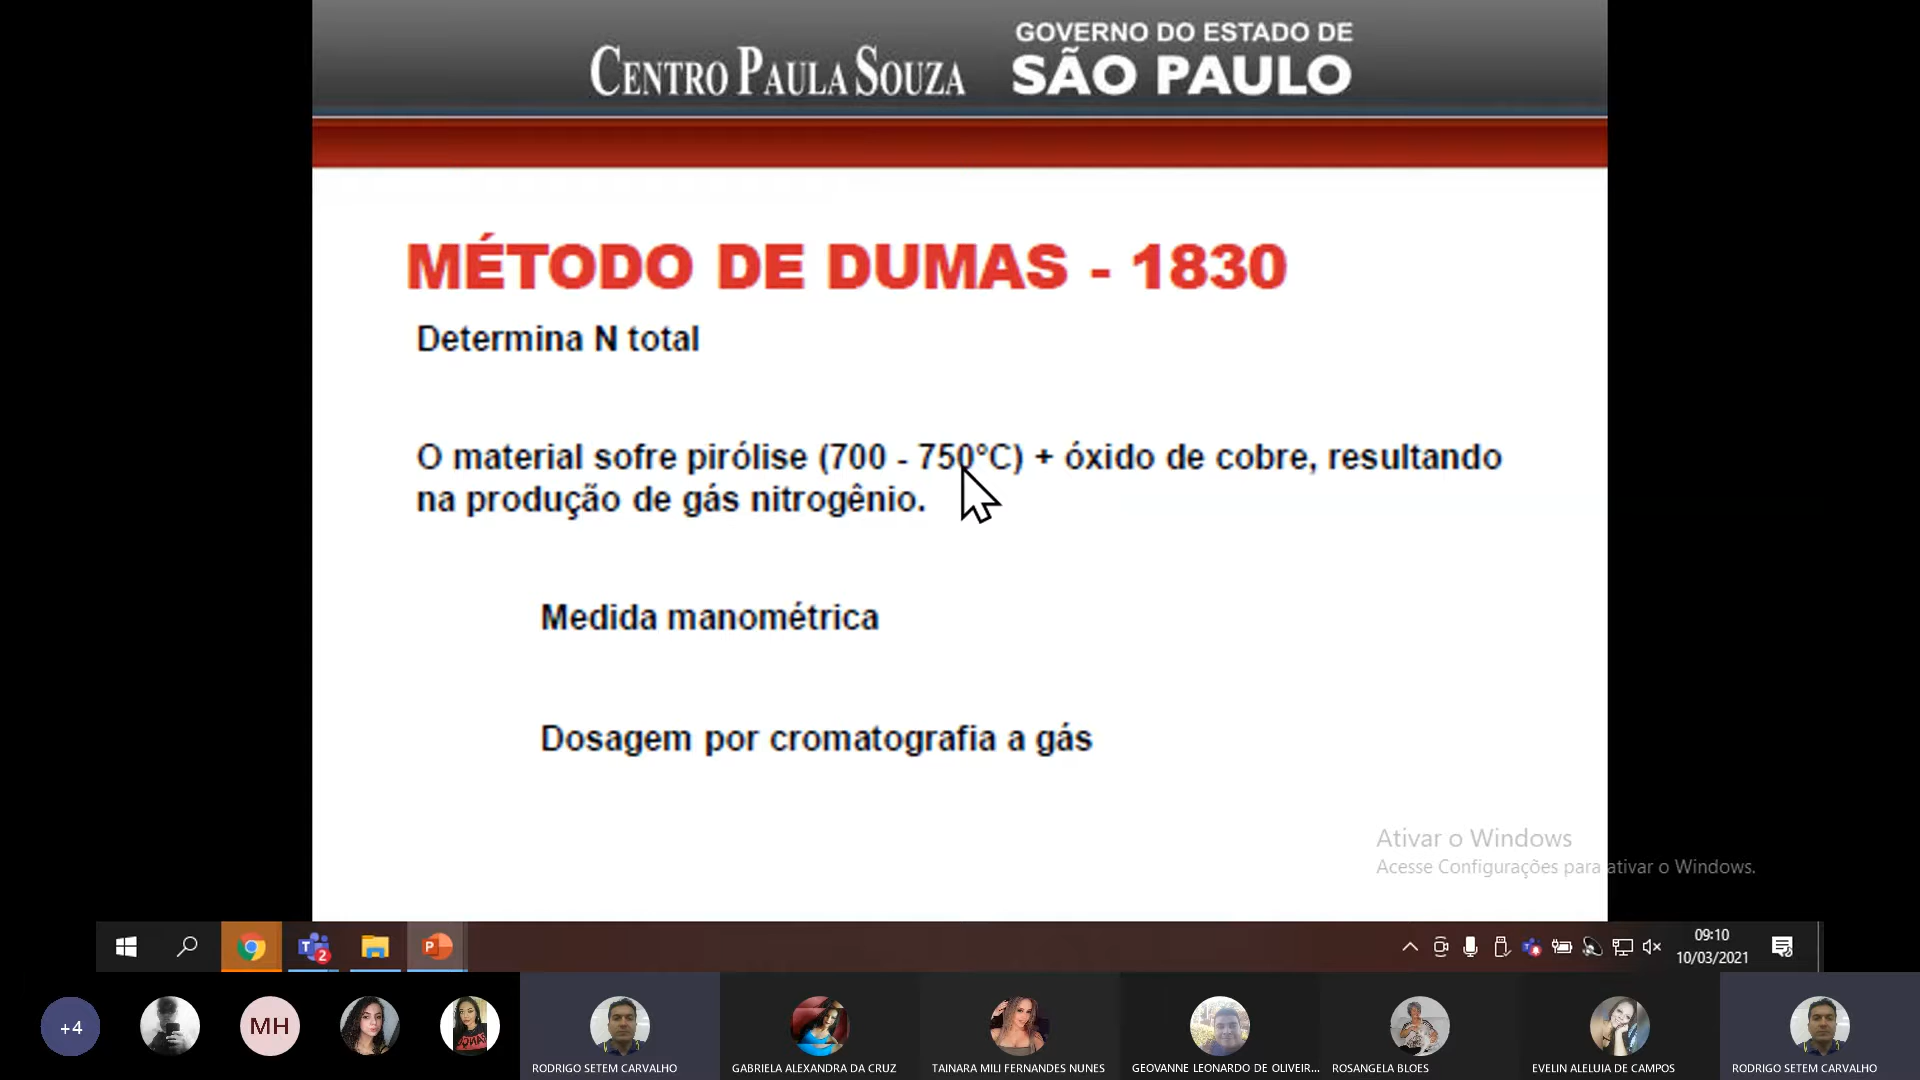 CENTRO PAULA SOUZA
GOVERNO DO ESTADO DE
SÃO PAULO
MÉTODO DE DUMAS - 1830
Determina N total
O material sofre pirólise (700 - 750°C) + óxido de cobre, resultando
na produção de gás nitrogênio.
Medida manométrica
Dosagem por cromatografia a gás
Ativar o Windows
Acesse Configurações para ativar o Windows.
09:10
10/03/2021
+4
MH
RODRIGO SETEM CARVALHO
GABRIELA ALEXANDRA DA CRUZ
TAINARA MILI FERNANDES NUNES
GEOVANNE LEONARDO DE OLIVEIR...
ROSANGELA BLOES
EVELIN ALELUIA DE CAMPOS
RODRIGO SETEM CARVALHO